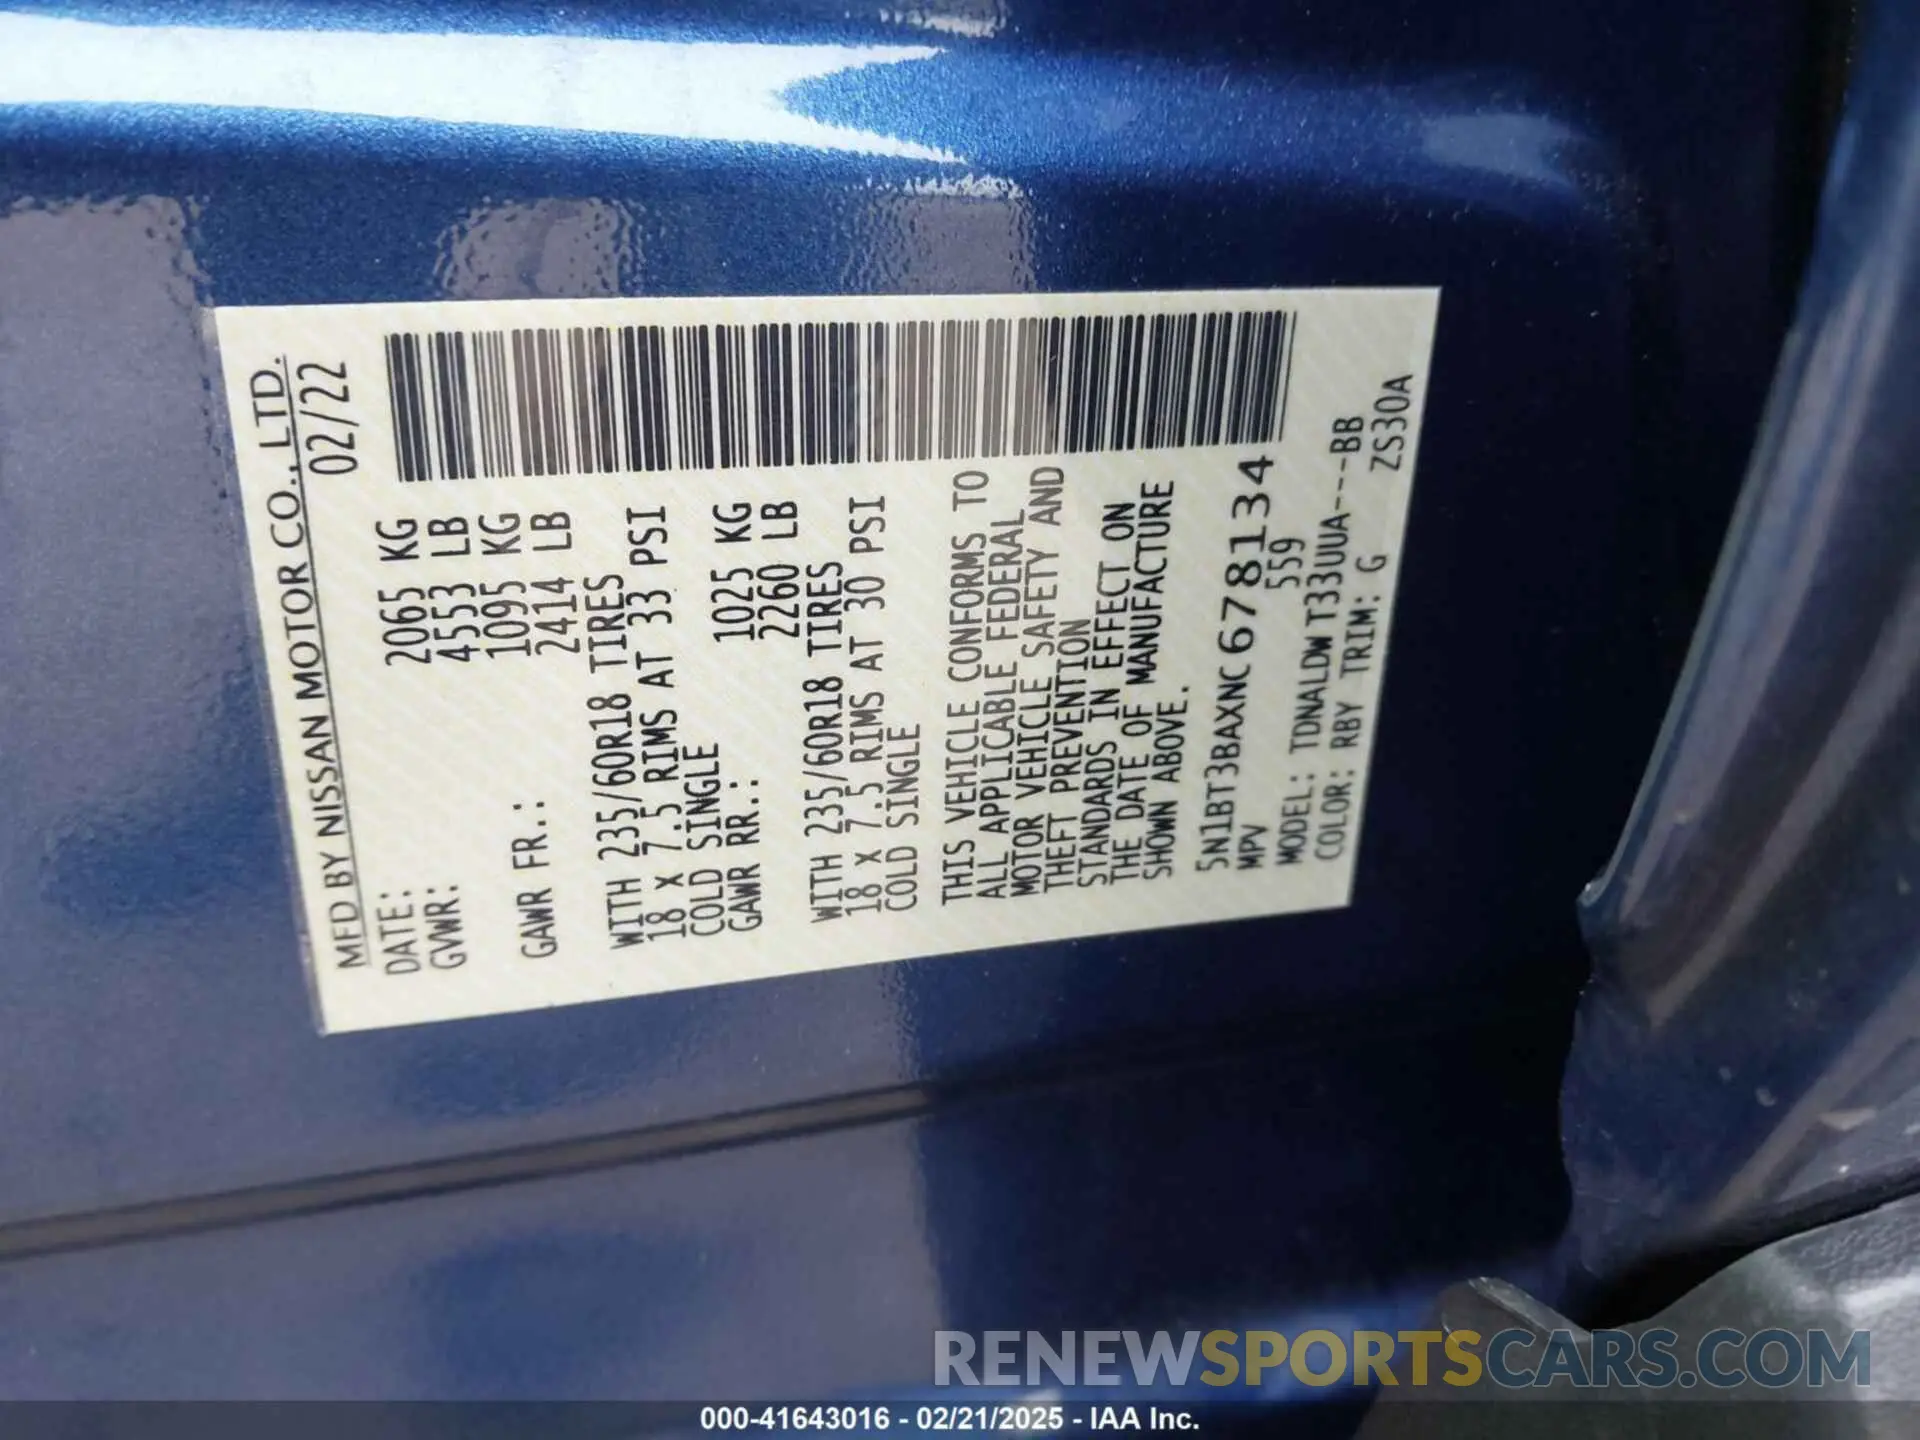 MFD BY NISSAN MOTOR CO., LTD.
DATE: 02/22
GVWR: 2065 KG
4553 LB
GAWR FR.: 1095 KG
2414 LB
WITH 235/60R18 TIRES
18 X 7.5 RIMS AT 33 PSI
COLD SINGLE
GAWR RR.: 1025 KG
2260 LB
WITH 235/60R18 TIRES
18 X 7.5 RIMS AT 30 PSI
COLD SINGLE
THIS VEHICLE CONFORMS TO
ALL APPLICABLE FEDERAL
MOTOR VEHICLE SAFETY AND
THEFT PREVENTION
STANDARDS IN EFFECT ON
THE DATE OF MANUFACTURE
SHOWN ABOVE.
5N1BT3BAXNC678134
MPV 559
MODEL: TDNALDW T33UUA---BB
COLOR: RBY TRIM: G ZS30A
RENEWSPORTSCARS.COM
000-41643016 - 02/21/2025 - IAA Inc.